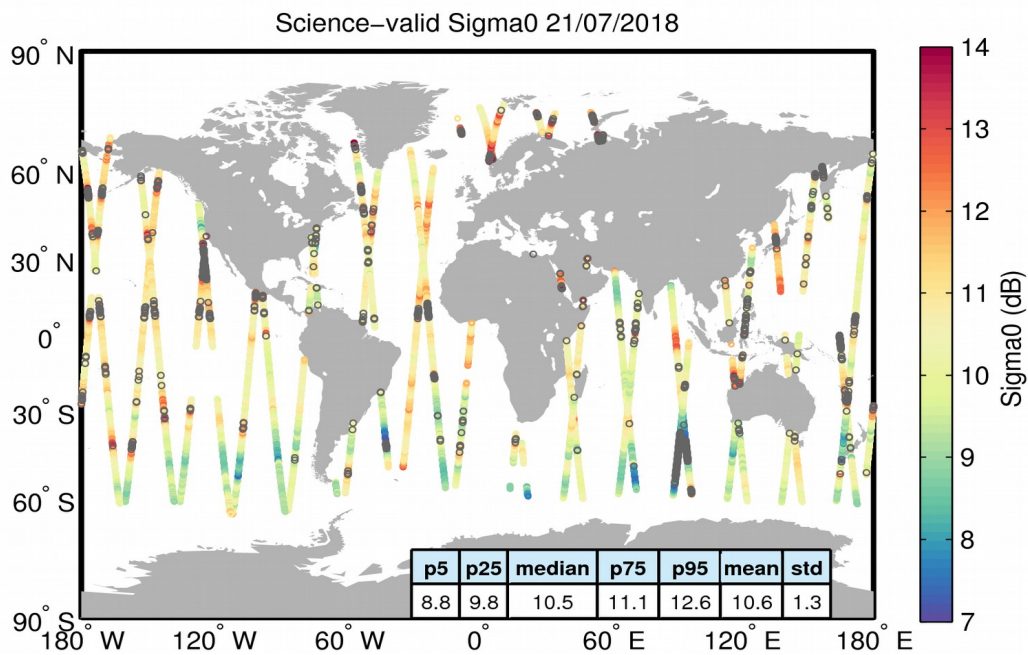 Science-valid Sigma0 21/07/2018
90° N
60° N
30° N
0°
30° S
60° S
90° S
180° W
120° W
60° W
0°
60° E
120° E
180° E
p5 p25 median p75 p95 mean std
8.8 9.8 10.5 11.1 12.6 10.6 1.3
14
13
12
11
10
9
8
7
Sigma0 (dB)